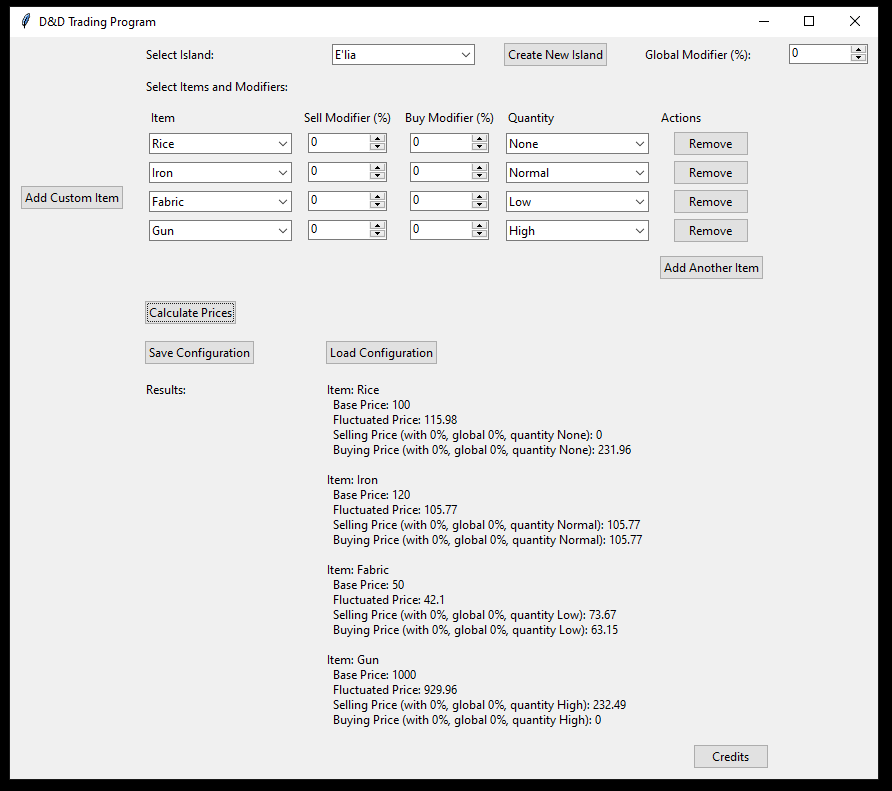 D&D Trading Program
Select Island: E'lia Create New Island Global Modifier (%): 0
Select Items and Modifiers:
Item Sell Modifier (%) Buy Modifier (%) Quantity Actions
Rice 0 0 None Remove
Iron 0 0 Normal Remove
Add Custom Item
Fabric 0 0 Low Remove
Gun 0 0 High Remove
Add Another Item
Calculate Prices
Save Configuration Load Configuration
Results:
Item: Rice
Base Price: 100
Fluctuated Price: 115.98
Selling Price (with 0%, global 0%, quantity None): 0
Buying Price (with 0%, global 0%, quantity None): 231.96
Item: Iron
Base Price: 120
Fluctuated Price: 105.77
Selling Price (with 0%, global 0%, quantity Normal): 105.77
Buying Price (with 0%, global 0%, quantity Normal): 105.77
Item: Fabric
Base Price: 50
Fluctuated Price: 42.1
Selling Price (with 0%, global 0%, quantity Low): 73.67
Buying Price (with 0%, global 0%, quantity Low): 63.15
Item: Gun
Base Price: 1000
Fluctuated Price: 929.96
Selling Price (with 0%, global 0%, quantity High): 232.49
Buying Price (with 0%, global 0%, quantity High): 0
Credits